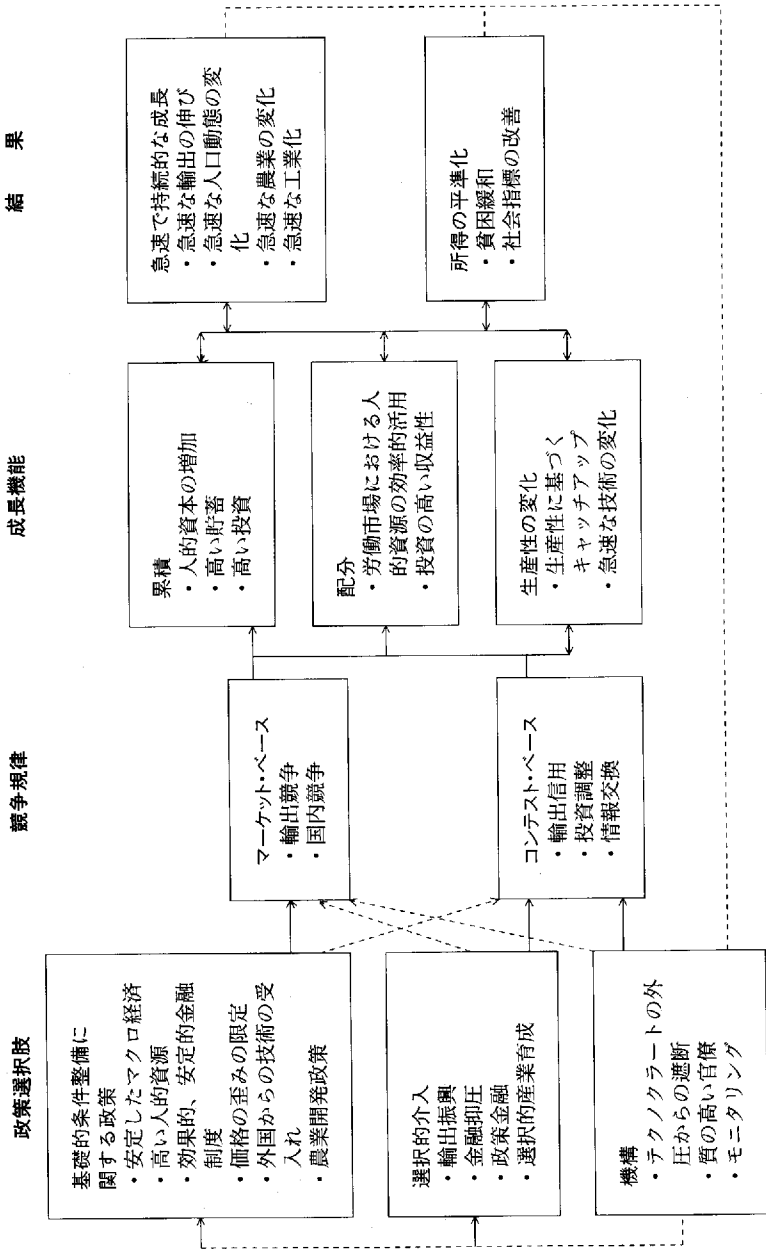 政策選択肢
競争規律
成長機能
結　果
基礎的条件整備に
関する政策
・安定したマクロ経済
・高い人的資源
・効果的、安定的金融
制度
・価格の歪みの限定
・外国からの技術の受
入れ
・農業開発政策
選択的介入
・輸出振興
・金融抑圧
・政策金融
・選択的産業育成
機構
・テクノクラートの外
圧からの遮断
・質の高い官僚
・モニタリング
マーケット・ベース
・輸出競争
・国内競争
コンテスト・ベース
・輸出信用
・投資調整
・情報交換
累積
・人的資本の増加
・高い貯蓄
・高い投資
配分
・労働市場における人
的資源の効率的活用
・投資の高い収益性
生産性の変化
・生産性に基づく
キャッチアップ
・急速な技術の変化
急速で持続的な成長
・急速な輸出の伸び
・急速な人口動態の変
化
・急速な農業の変化
・急速な工業化
所得の平準化
・貧困緩和
・社会指標の改善